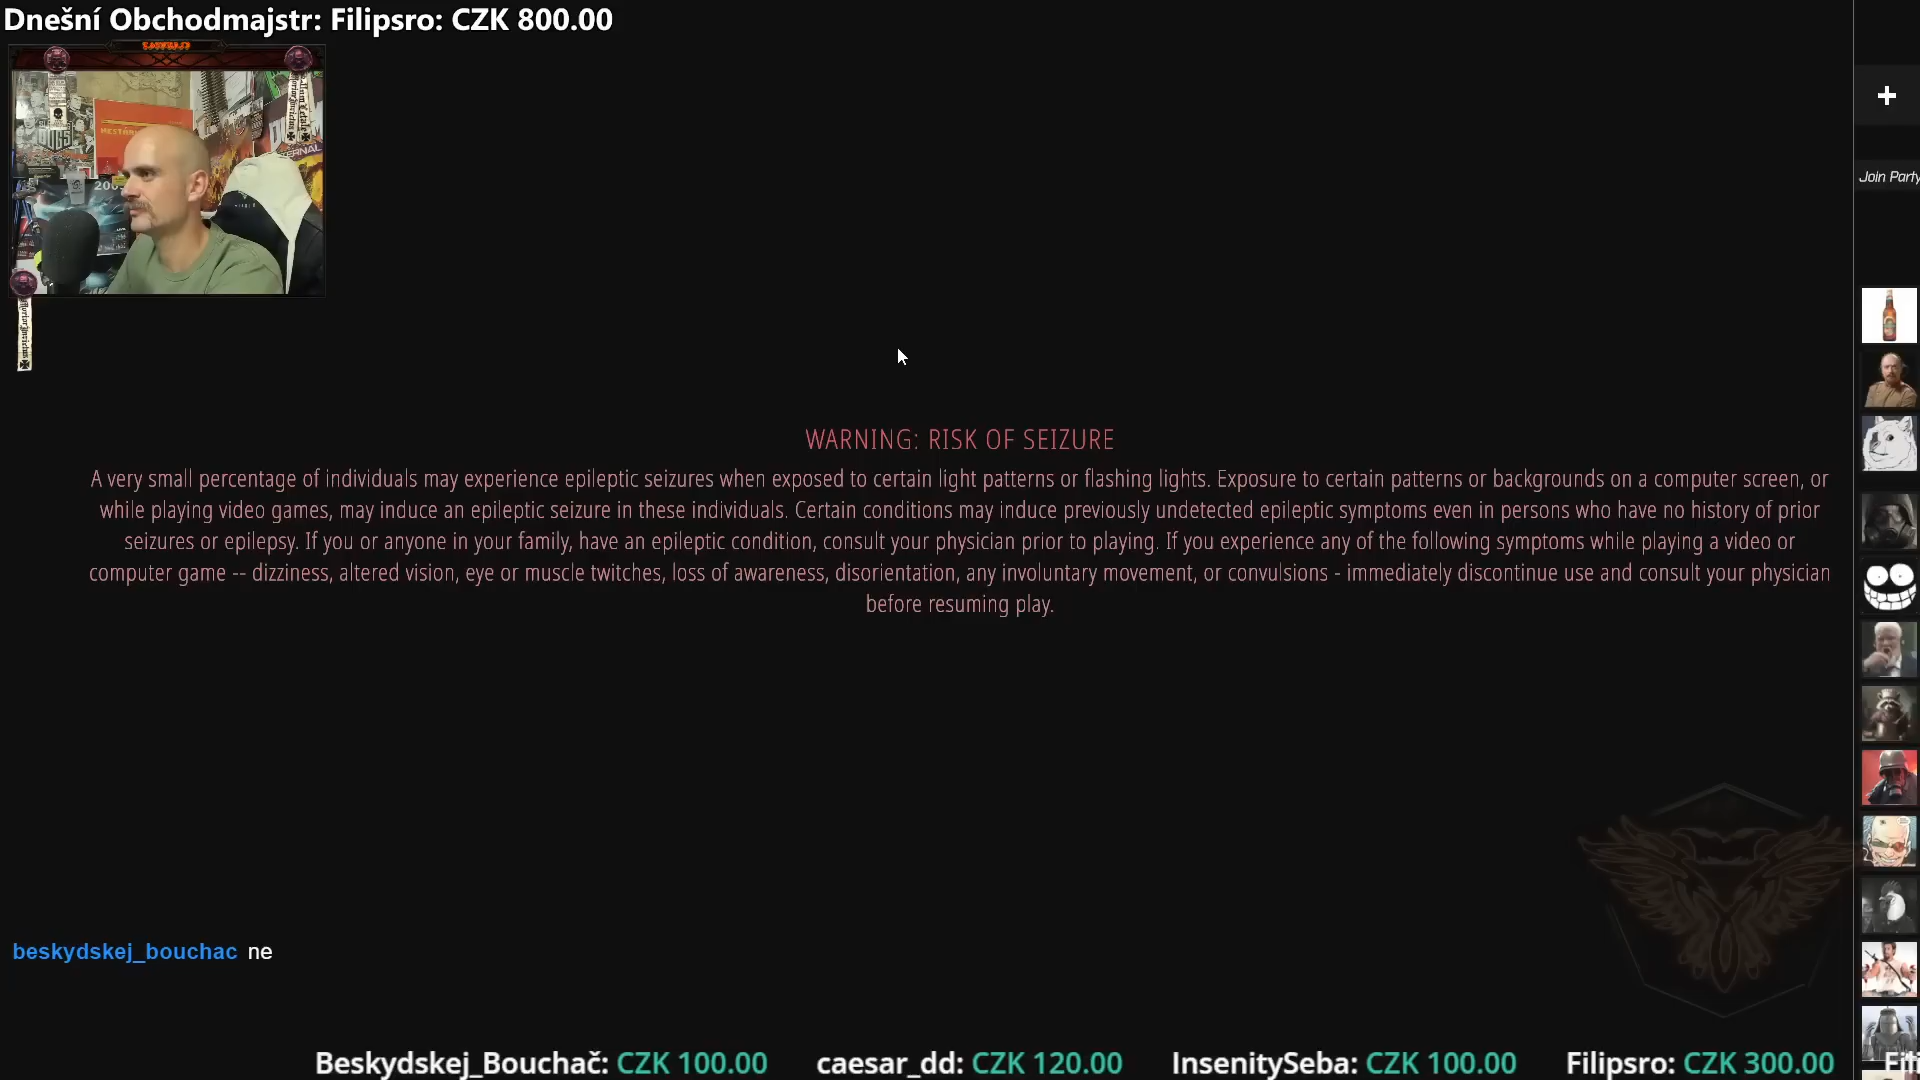 Dnešní Obchodmajstr: Filipsro: CZK 800.00
Join Party
WARNING: RISK OF SEIZURE
A very small percentage of individuals may experience epileptic seizures when exposed to certain light patterns or flashing lights. Exposure to certain patterns or backgrounds on a computer screen, or
while playing video games, may induce an epileptic seizure in these individuals. Certain conditions may induce previously undetected epileptic symptoms even in persons who have no history of prior
seizures or epilepsy. If you or anyone in your family, have an epileptic condition, consult your physician prior to playing. If you experience any of the following symptoms while playing a video or
computer game -- dizziness, altered vision, eye or muscle twitches, loss of awareness, disorientation, any involuntary movement, or convulsions - immediately discontinue use and consult your physician
before resuming play.
beskydskej_bouchac ne
Beskydskej_Bouchač: CZK 100.00 caesar_dd: CZK 120.00 InsenitySeba: CZK 100.00 Filipsro: CZK 300.00